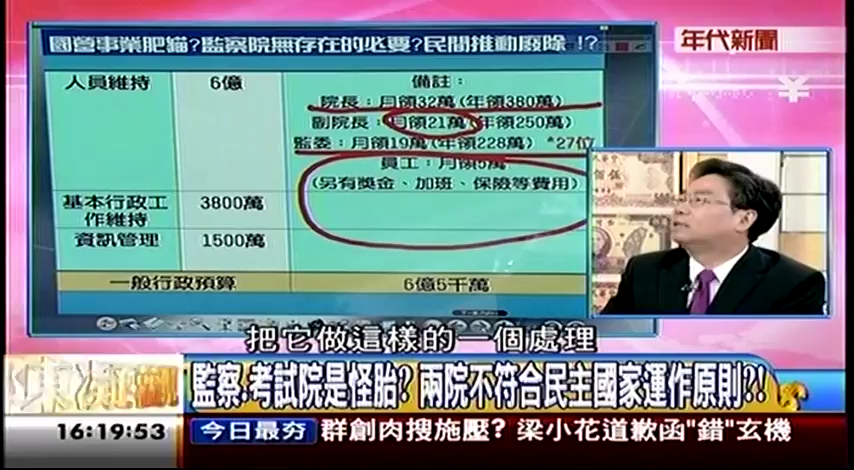 國營事業肥貓?監察院無存在的必要?民間推動廢除 !?
年代新聞
人員維持
6億
備註:
院長:月領32萬(年領380萬)
副院長:月領21萬(年領250萬)
監委:月領19萬(年領228萬) *27位
員工:月領5萬
(另有獎金、加班、保險等費用)
基本行政工
作維持
3800萬
資訊管理
1500萬
一般行政預算
6億5千萬
把它做這樣的一個處理
監察.考試院是怪胎? 兩院不符合民主國家運作原則?!
16:19:53
今日最夯
群創肉搜施壓? 梁小花道歉函"錯"玄機